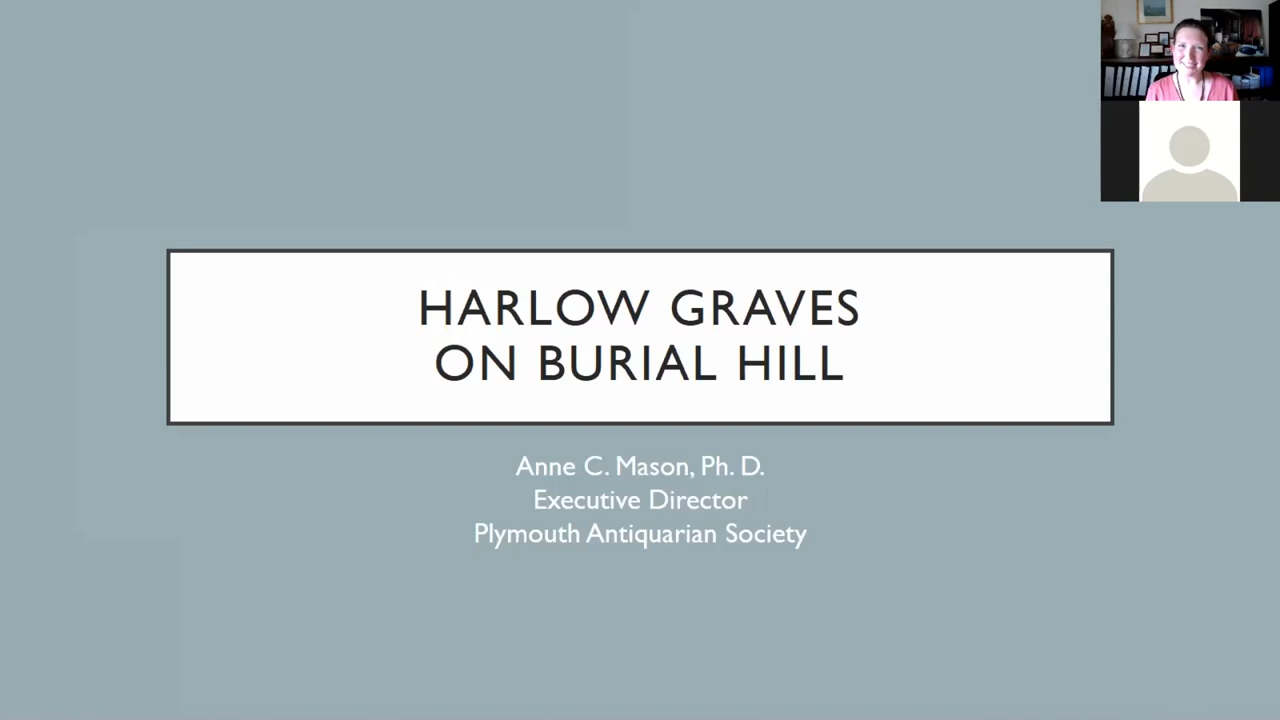 HARLOW GRAVES
ON BURIAL HILL
Anne C. Mason, Ph. D.
Executive Director
Plymouth Antiquarian Society